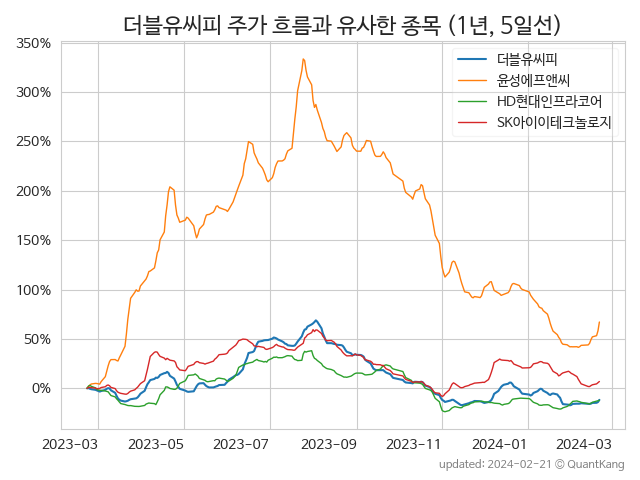 더블유씨피 주가 흐름과 유사한 종목 (1년, 5일선)
350%
300%
250%
200%
150%
100%
50%
0%
더블유씨피
윤성에프앤씨
HD현대인프라코어
SK아이이테크놀로지
2023-03 2023-05 2023-07 2023-09 2023-11 2024-01 2024-03
updated: 2024-02-21 © QuantKang